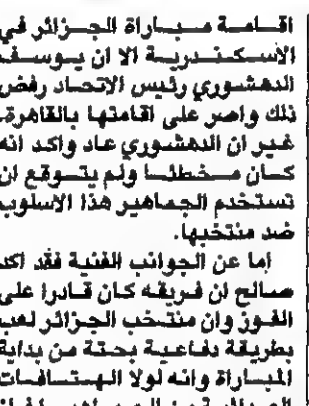 اقامة مباراة الجزائر في
الاسكندرية الا ان يوسف
الدهشوري رئيس الاتحاد رفض
ذلك واصر على اقامتها بالقاهرة.
غير ان الدهشوري عاد واكد انه
كان مخطئا ولم يتوقع ان
تستخدم الجماهير هذا الاسلوب
ضد منتخبها.
اما عن الجوانب الفنية فقد اكد
صالح ان فريقه كان قادرا على
الفوز وان منتخب الجزائر لعب
بطريقة دفاعية بحتة من بداية
المباراة وانه لولا الهتافات